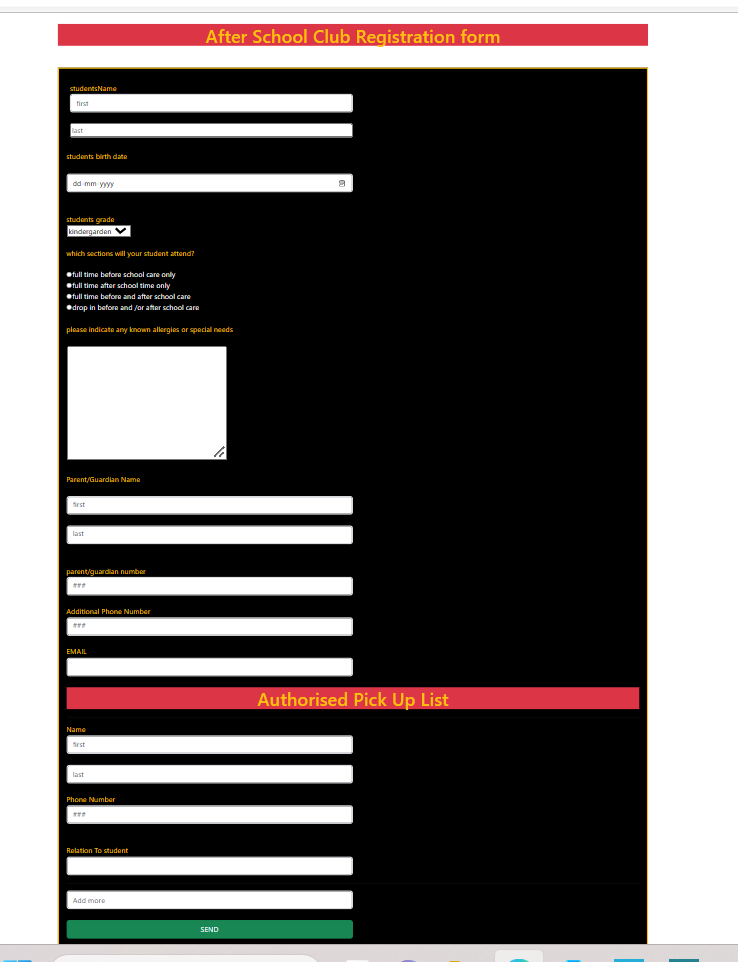 After School Club Registration form
studentsName
first
last
students birth date
dd-mm-yyyy
students grade
kindergarden
which sections will your student attend?
full time before school care only
full time after school time only
full time before and after school care
drop in before and /or after school care
please indicate any known allergies or special needs
Parent/Guardian Name
first
last
parent/guardian number
###
Additional Phone Number
###
EMAIL
Authorised Pick Up List
Name
first
last
Phone Number
###
Relation To student
Add more
SEND